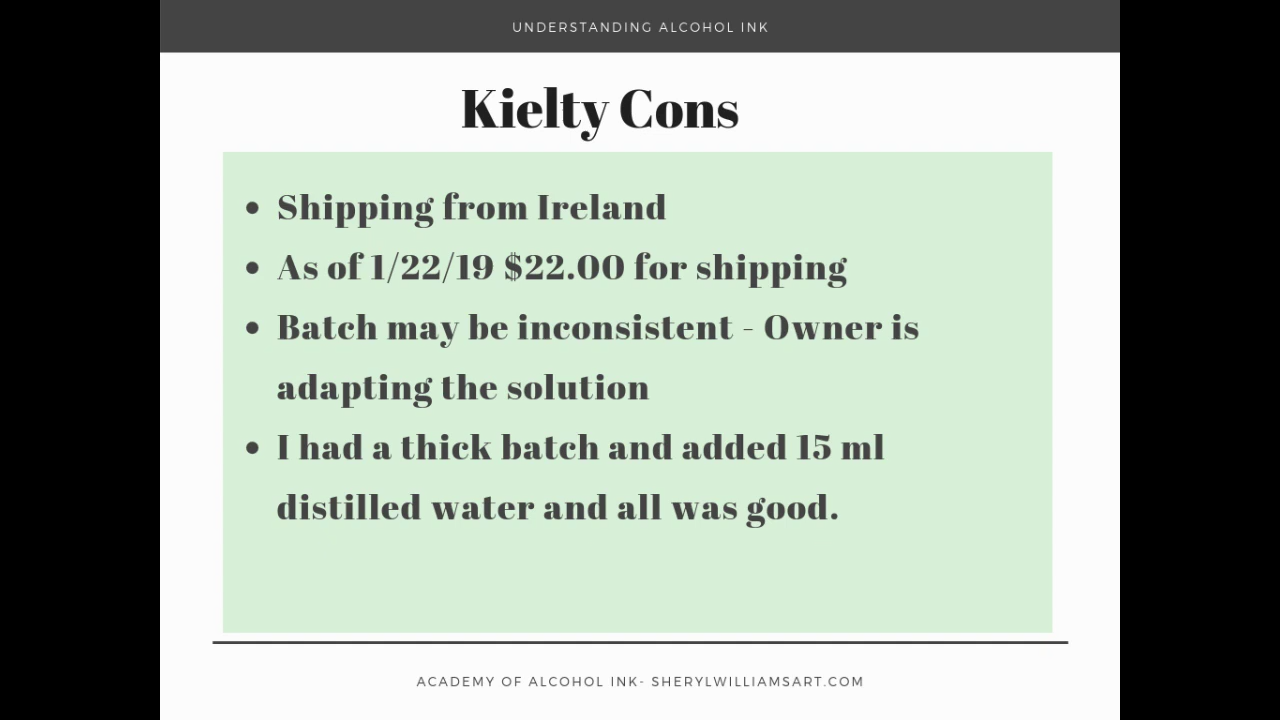 UNDERSTANDING ALCOHOL INK
Kielty Cons
• Shipping from Ireland
• As of 1/22/19 $22.00 for shipping
• Batch may be inconsistent - Owner is
adapting the solution
• I had a thick batch and added 15 ml
distilled water and all was good.
ACADEMY OF ALCOHOL INK- SHERYLWILLIAMSART.COM